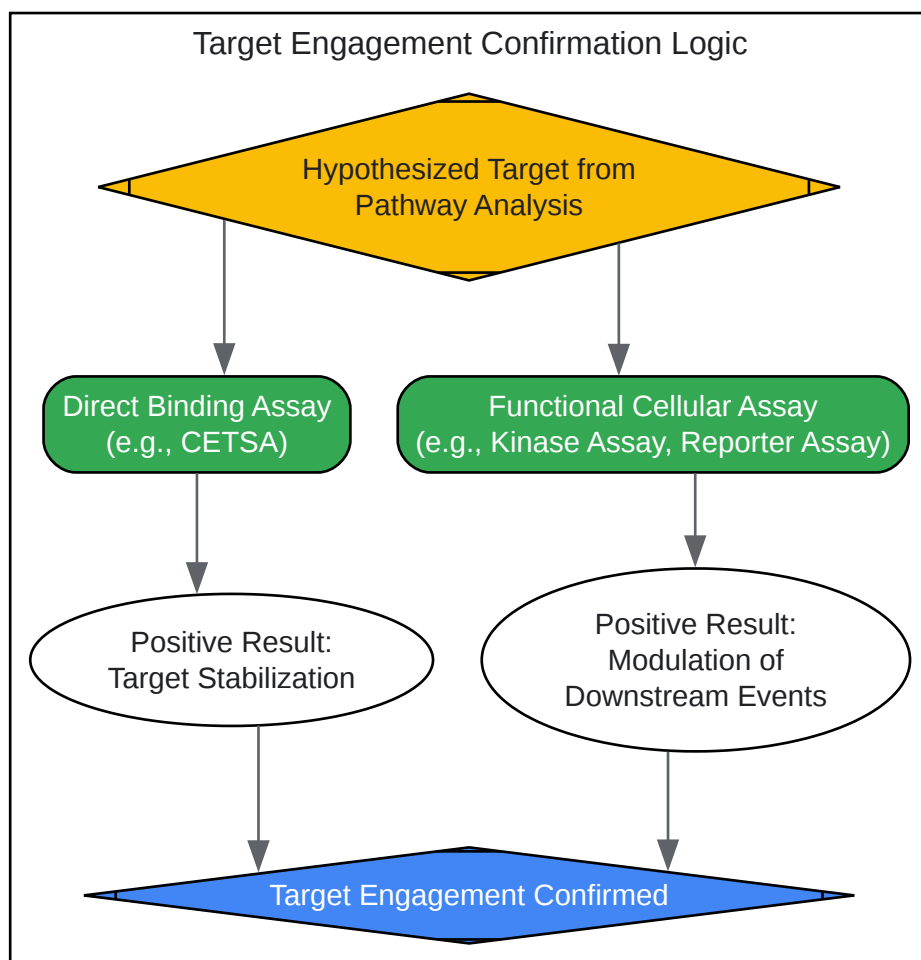 Target Engagement Confirmation Logic
Hypothesized Target from
Pathway Analysis
Direct Binding Assay
(e.g., CETSA)
Functional Cellular Assay
(e.g., Kinase Assay, Reporter Assay)
Positive Result:
Target Stabilization
Positive Result:
Modulation of
Downstream Events
Target Engagement Confirmed